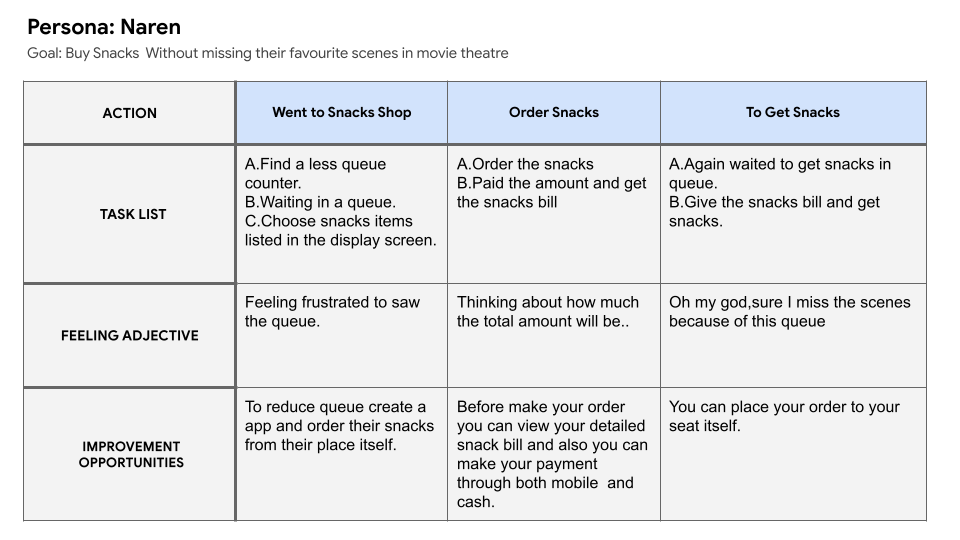 Persona: Naren
Goal: Buy Snacks  Without missing their favourite scenes in movie theatre
ACTION
Went to Snacks Shop
Order Snacks
To Get Snacks
TASK LIST
A.Find a less queue
counter.
B.Waiting in a queue.
C.Choose snacks items
listed in the display screen.
A.Order the snacks
B.Paid the amount and get
the snacks bill
A.Again waited to get snacks in
queue.
B.Give the snacks bill and get
snacks.
FEELING ADJECTIVE
Feeling frustrated to saw
the queue.
Thinking about how much
the total amount will be..
Oh my god,sure I miss the scenes
because of this queue
IMPROVEMENT
OPPORTUNITIES
To reduce queue create a
app and order their snacks
from their place itself.
Before make your order
you can view your detailed
snack bill and also you can
make your payment
through both mobile  and
cash.
You can place your order to your
seat itself.